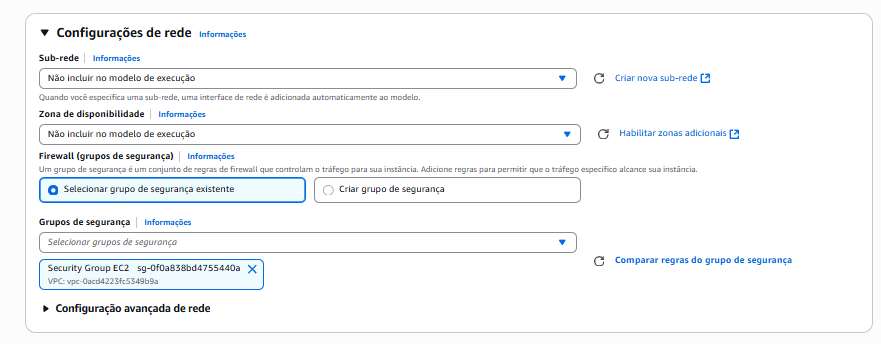 Configurações de rede Informações
Sub-rede Informações
Não incluir no modelo de execução
Criar nova sub-rede
Quando você especifica uma sub-rede, uma interface de rede é adicionada automaticamente ao modelo.
Zona de disponibilidade Informações
Não incluir no modelo de execução
Habilitar zonas adicionais
Firewall (grupos de segurança) Informações
Um grupo de segurança é um conjunto de regras de firewall que controlam o tráfego para sua instância. Adicione regras para permitir que o tráfego específico alcance sua instância.
Selecionar grupo de segurança existente
Criar grupo de segurança
Grupos de segurança Informações
Selecionar grupos de segurança
Security Group EC2 sg-0f0a838bd4755440a
VPC: vpc-0acd4223fc5349b9a
Comparar regras do grupo de segurança
Configuração avançada de rede